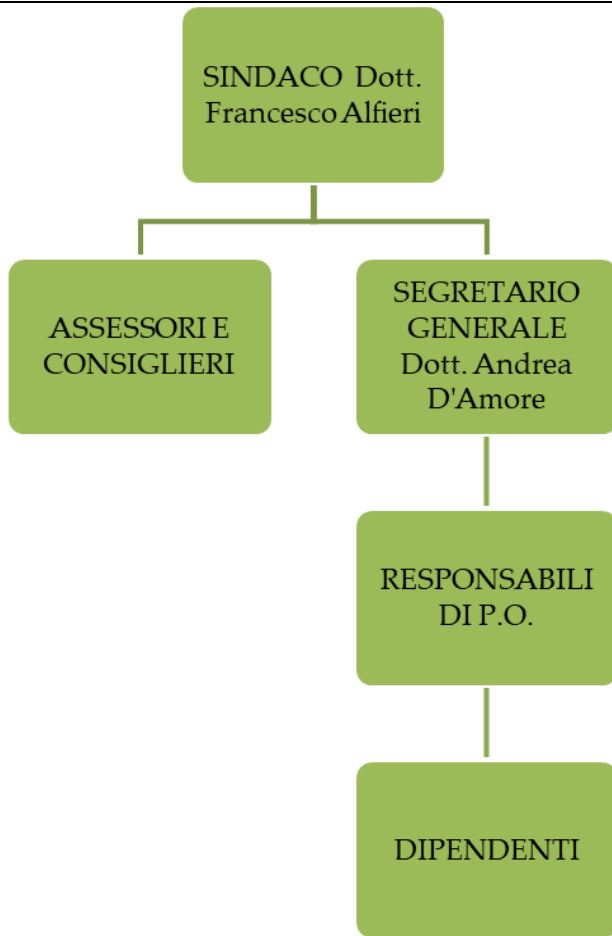 SINDACO Dott.
Francesco Alfieri
ASSESSORI E
CONSIGLIERI
SEGRETARIO
GENERALE
Dott. Andrea
D'Amore
RESPONSABILI
DI P.O.
DIPENDENTI